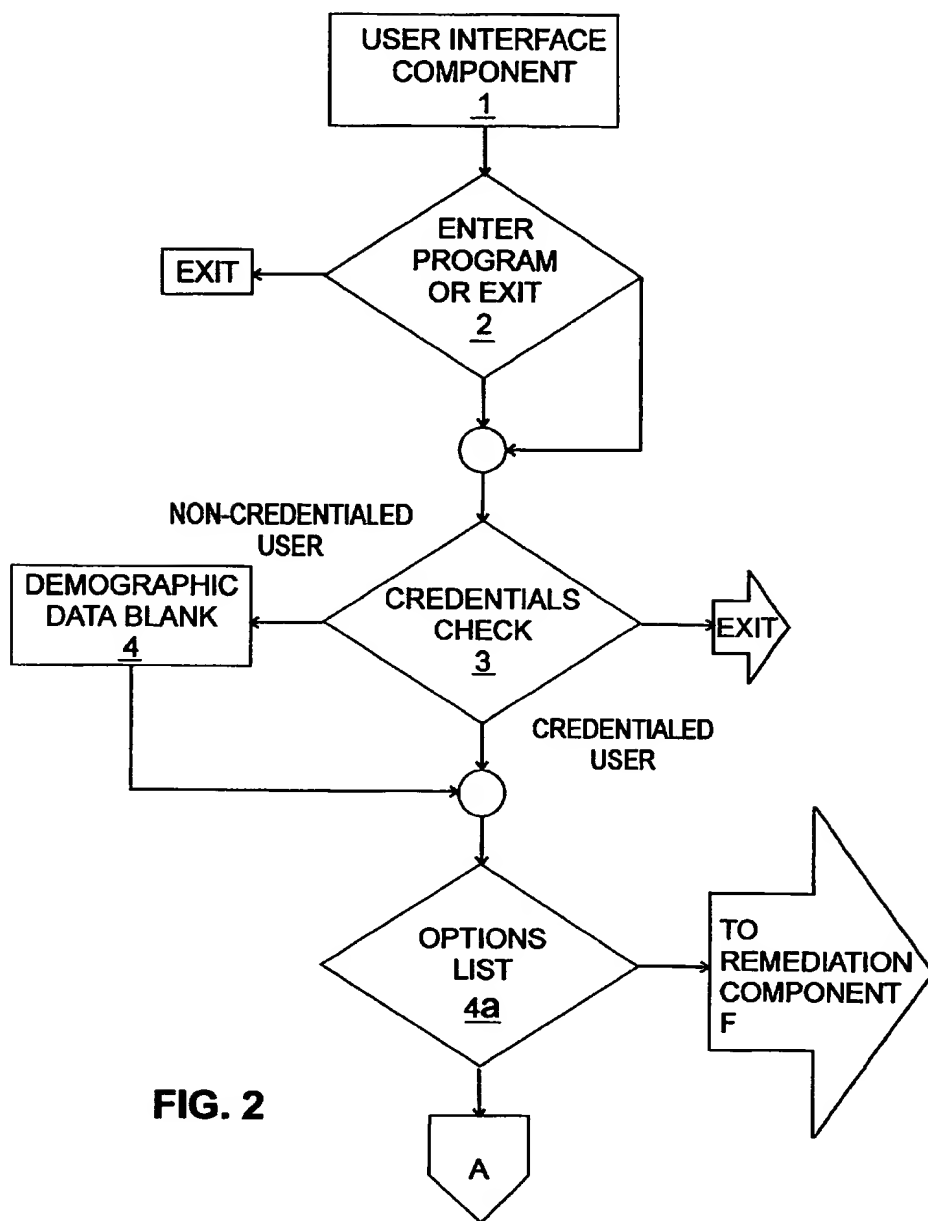 USER INTERFACE
COMPONENT
1
ENTER
PROGRAM
OR EXIT
2
EXIT
NON-CREDENTIALED
USER
DEMOGRAPHIC
DATA BLANK
4
CREDENTIALS
CHECK
3
EXIT
CREDENTIALED
USER
OPTIONS
LIST
4a
TO
REMEDIATION
COMPONENT
F
FIG. 2
A